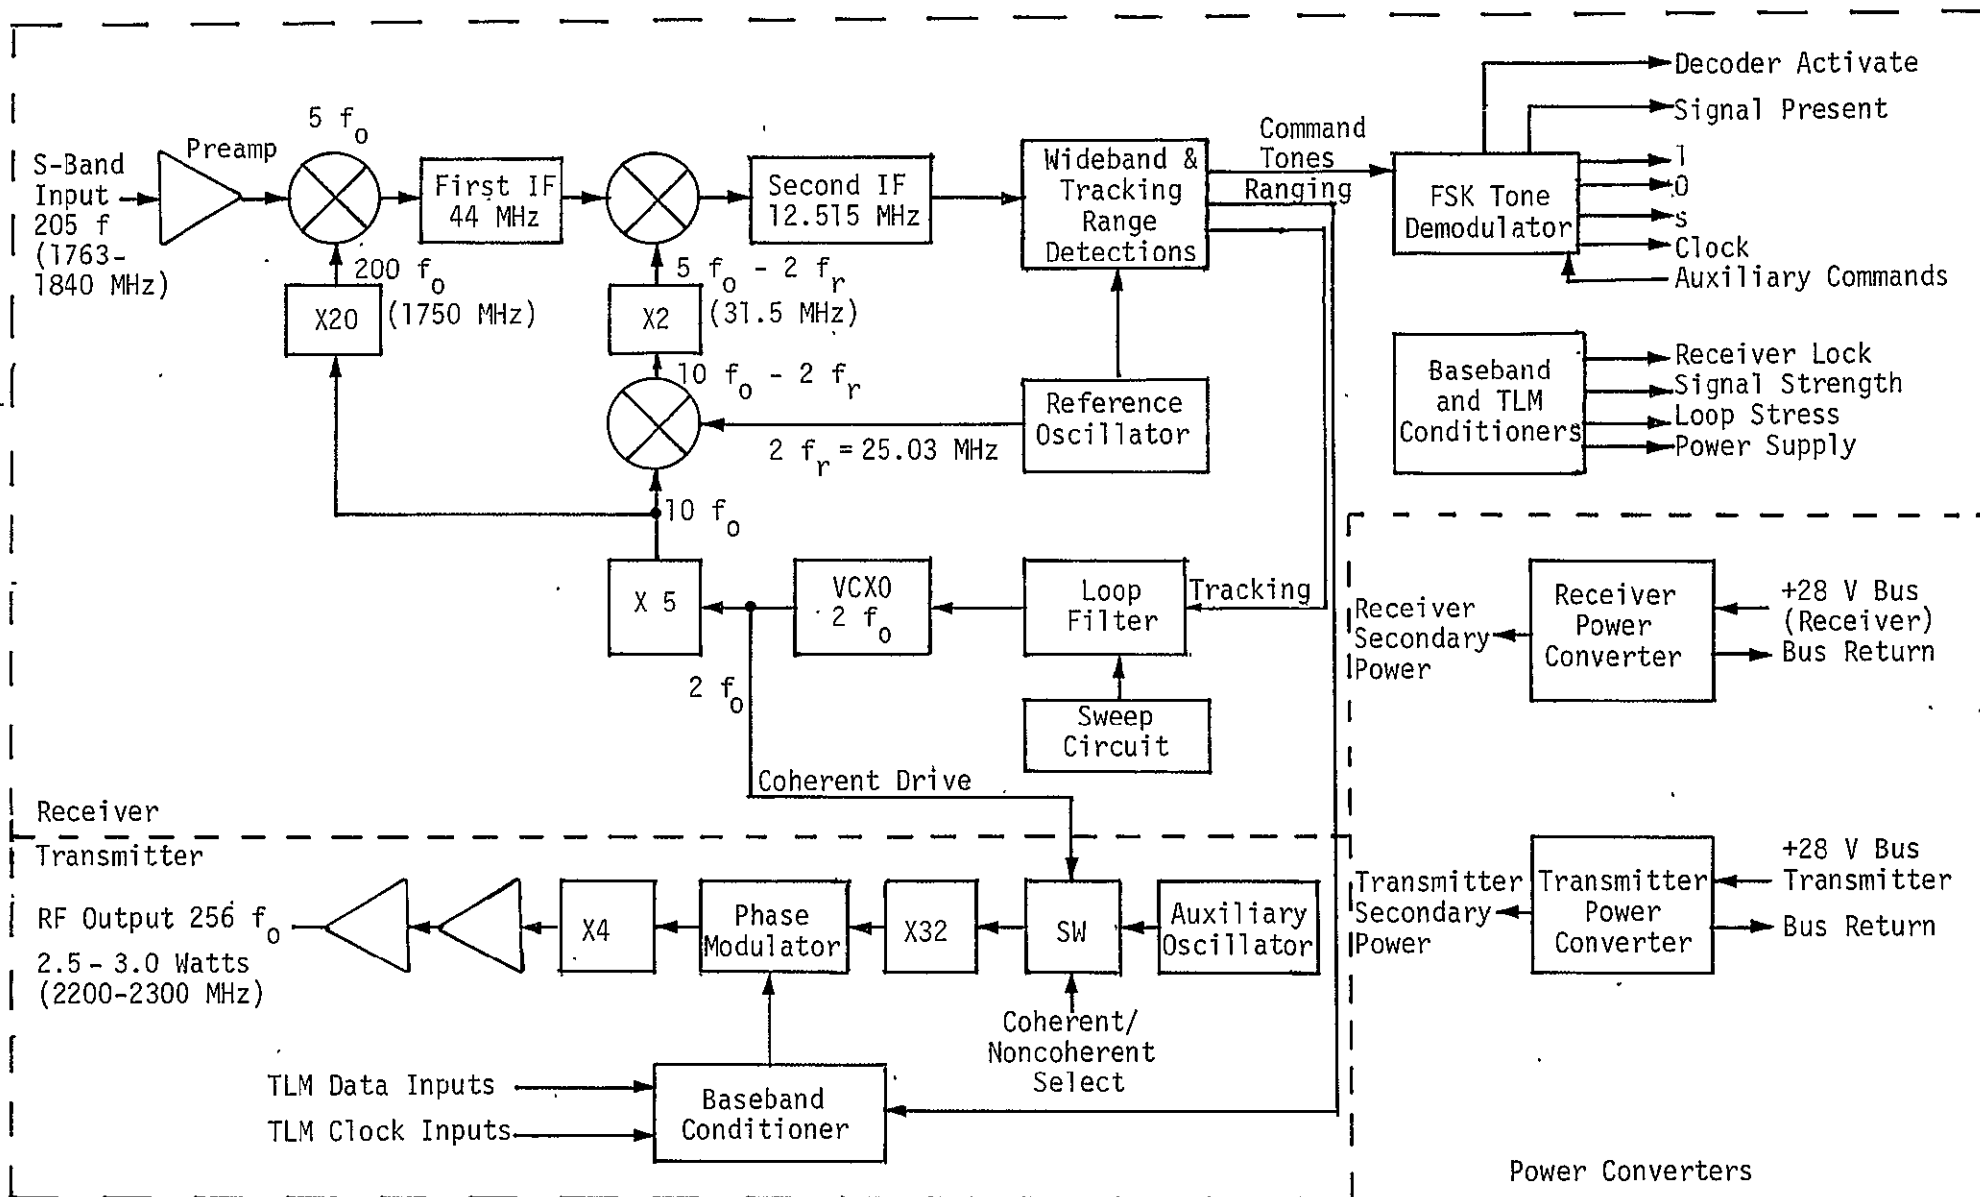 S-Band
Input
205 f
(1763-
1840 MHz)
Preamp
5 fo
200 fo
(1750 MHz)
X20
First IF
44 MHz
5 fo - 2 fr
(31.5 MHz)
X2
10 fo - 2 fr
Second IF
12.515 MHz
Wideband &
Tracking
Range
Detections
Command
Tones
Ranging
FSK Tone
Demodulator
Decoder Activate
Signal Present
1
0
s
Clock
Auxiliary Commands
Reference
Oscillator
2 fr = 25.03 MHz
10 fo
Baseband
and TLM
Conditioners
Receiver Lock
Signal Strength
Loop Stress
Power Supply
X 5
VCXO
2 fo
Loop
Filter
Tracking
2 fo
Sweep
Circuit
Coherent Drive
Receiver
Receiver
Secondary
Power
Receiver
Power
Converter
+28 V Bus
(Receiver)
Bus Return
Transmitter
RF Output 256 fo
2.5 - 3.0 Watts
(2200-2300 MHz)
X4
Phase
Modulator
X32
SW
Auxiliary
Oscillator
Coherent/
Noncoherent
Select
TLM Data Inputs
TLM Clock Inputs
Baseband
Conditioner
Transmitter
Secondary
Power
Transmitter
Power
Converter
+28 V Bus
Transmitter
Bus Return
Power Converters